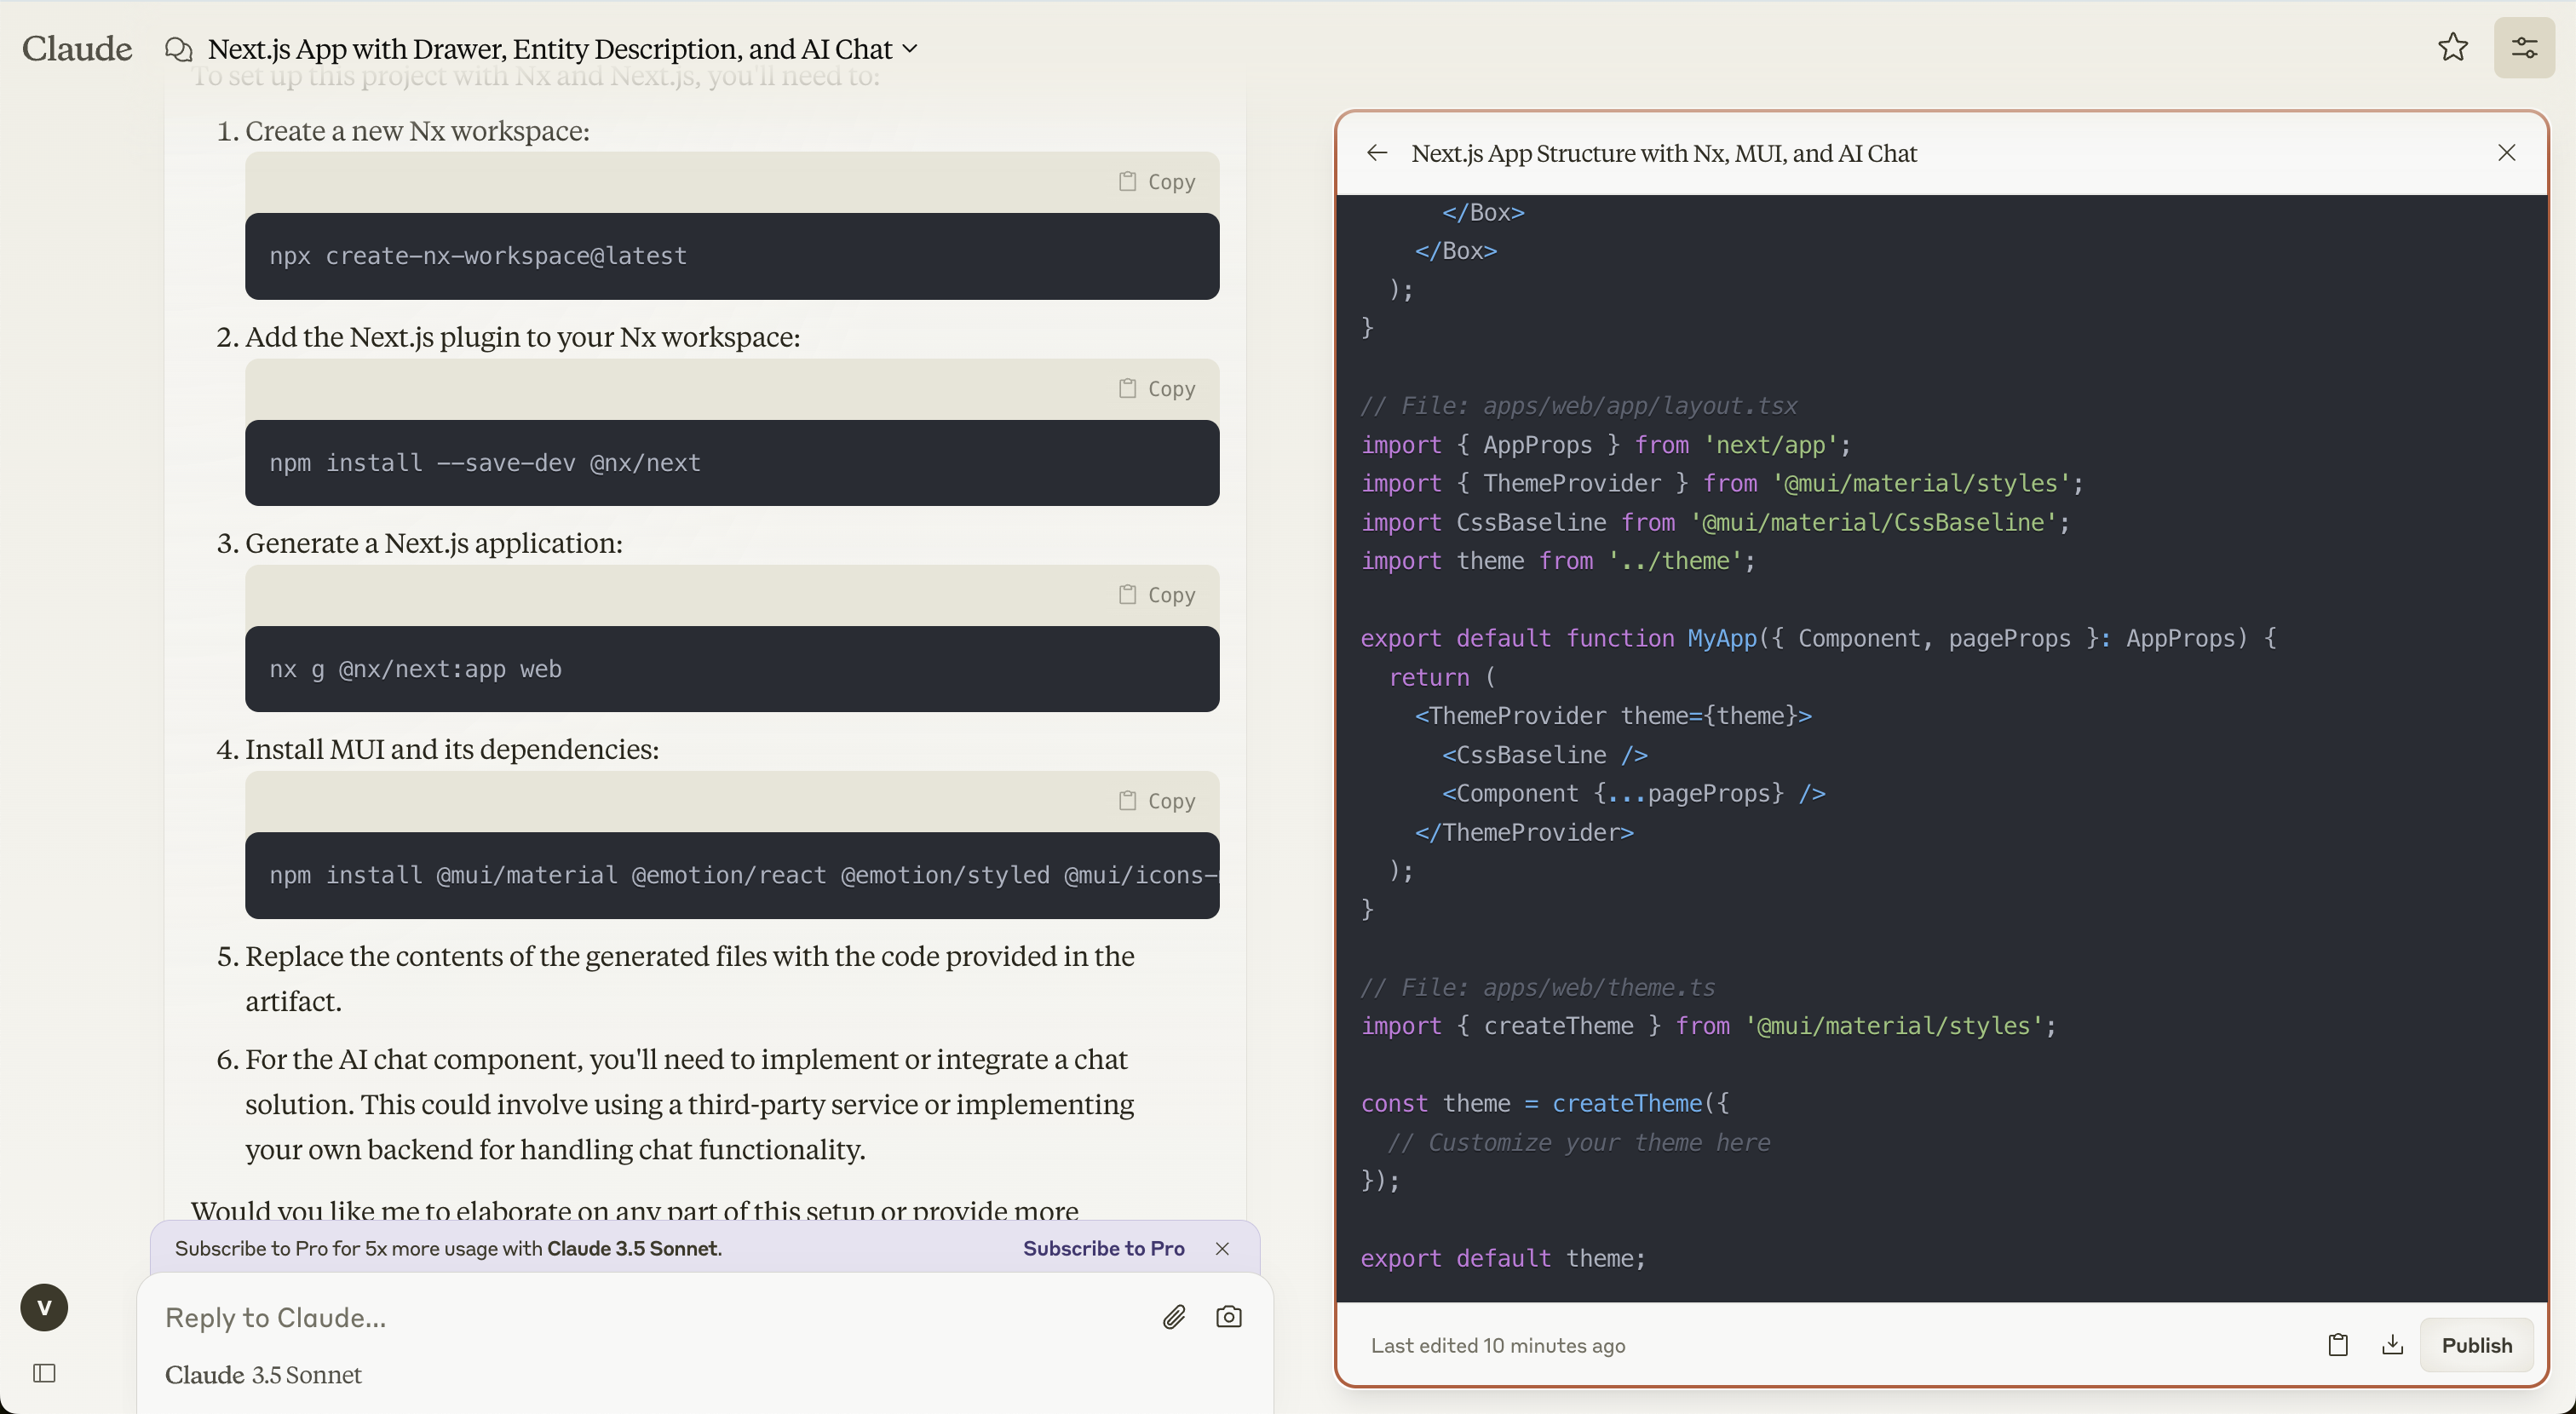 Claude
Next.js App with Drawer, Entity Description, and AI Chat
To set up this project with Nx and Next.js, you'll need to:
1. Create a new Nx workspace:
Copy
npx create-nx-workspace@latest
2. Add the Next.js plugin to your Nx workspace:
Copy
npm install --save-dev @nx/next
3. Generate a Next.js application:
Copy
nx g @nx/next:app web
4. Install MUI and its dependencies:
Copy
npm install @mui/material @emotion/react @emotion/styled @mui/icons-
5. Replace the contents of the generated files with the code provided in the
artifact.
6. For the AI chat component, you'll need to implement or integrate a chat
solution. This could involve using a third-party service or implementing
your own backend for handling chat functionality.
Would you like me to elaborate on any part of this setup or provide more
Subscribe to Pro for 5x more usage with Claude 3.5 Sonnet.
Subscribe to Pro
V
Reply to Claude...
Claude 3.5 Sonnet
Next.js App Structure with Nx, MUI, and AI Chat
      </Box>
    </Box>
  );
}
// File: apps/web/app/layout.tsx
import { AppProps } from 'next/app';
import { ThemeProvider } from '@mui/material/styles';
import CssBaseline from '@mui/material/CssBaseline';
import theme from '../theme';
export default function MyApp({ Component, pageProps }: AppProps) {
  return (
    <ThemeProvider theme={theme}>
      <CssBaseline />
      <Component {...pageProps} />
    </ThemeProvider>
  );
}
// File: apps/web/theme.ts
import { createTheme } from '@mui/material/styles';
const theme = createTheme({
  // Customize your theme here
});
export default theme;
Last edited 10 minutes ago
Publish